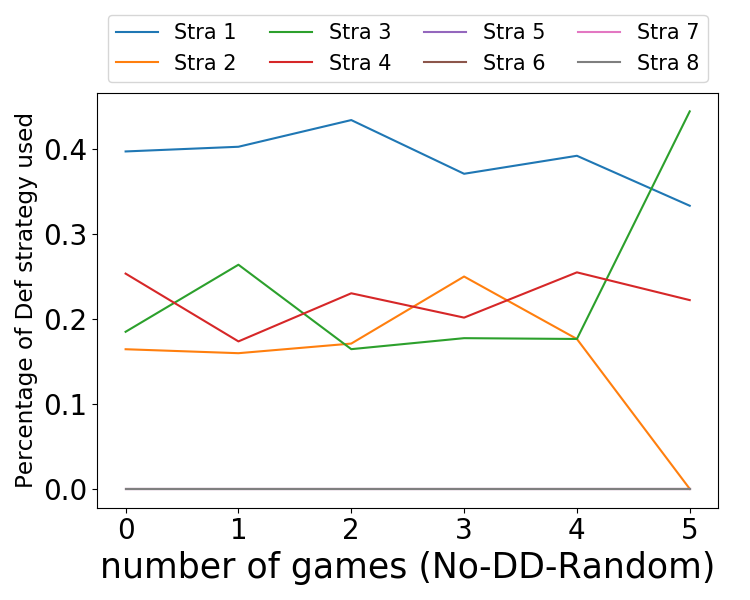 Stra 1 Stra 3 Stra 5 Stra 7
Stra 2 Stra 4 Stra 6 Stra 8
Percentage of Def strategy used
0.4
0.3
0.2
0.1
0.0
0 1 2 3 4 5
number of games (No-DD-Random)